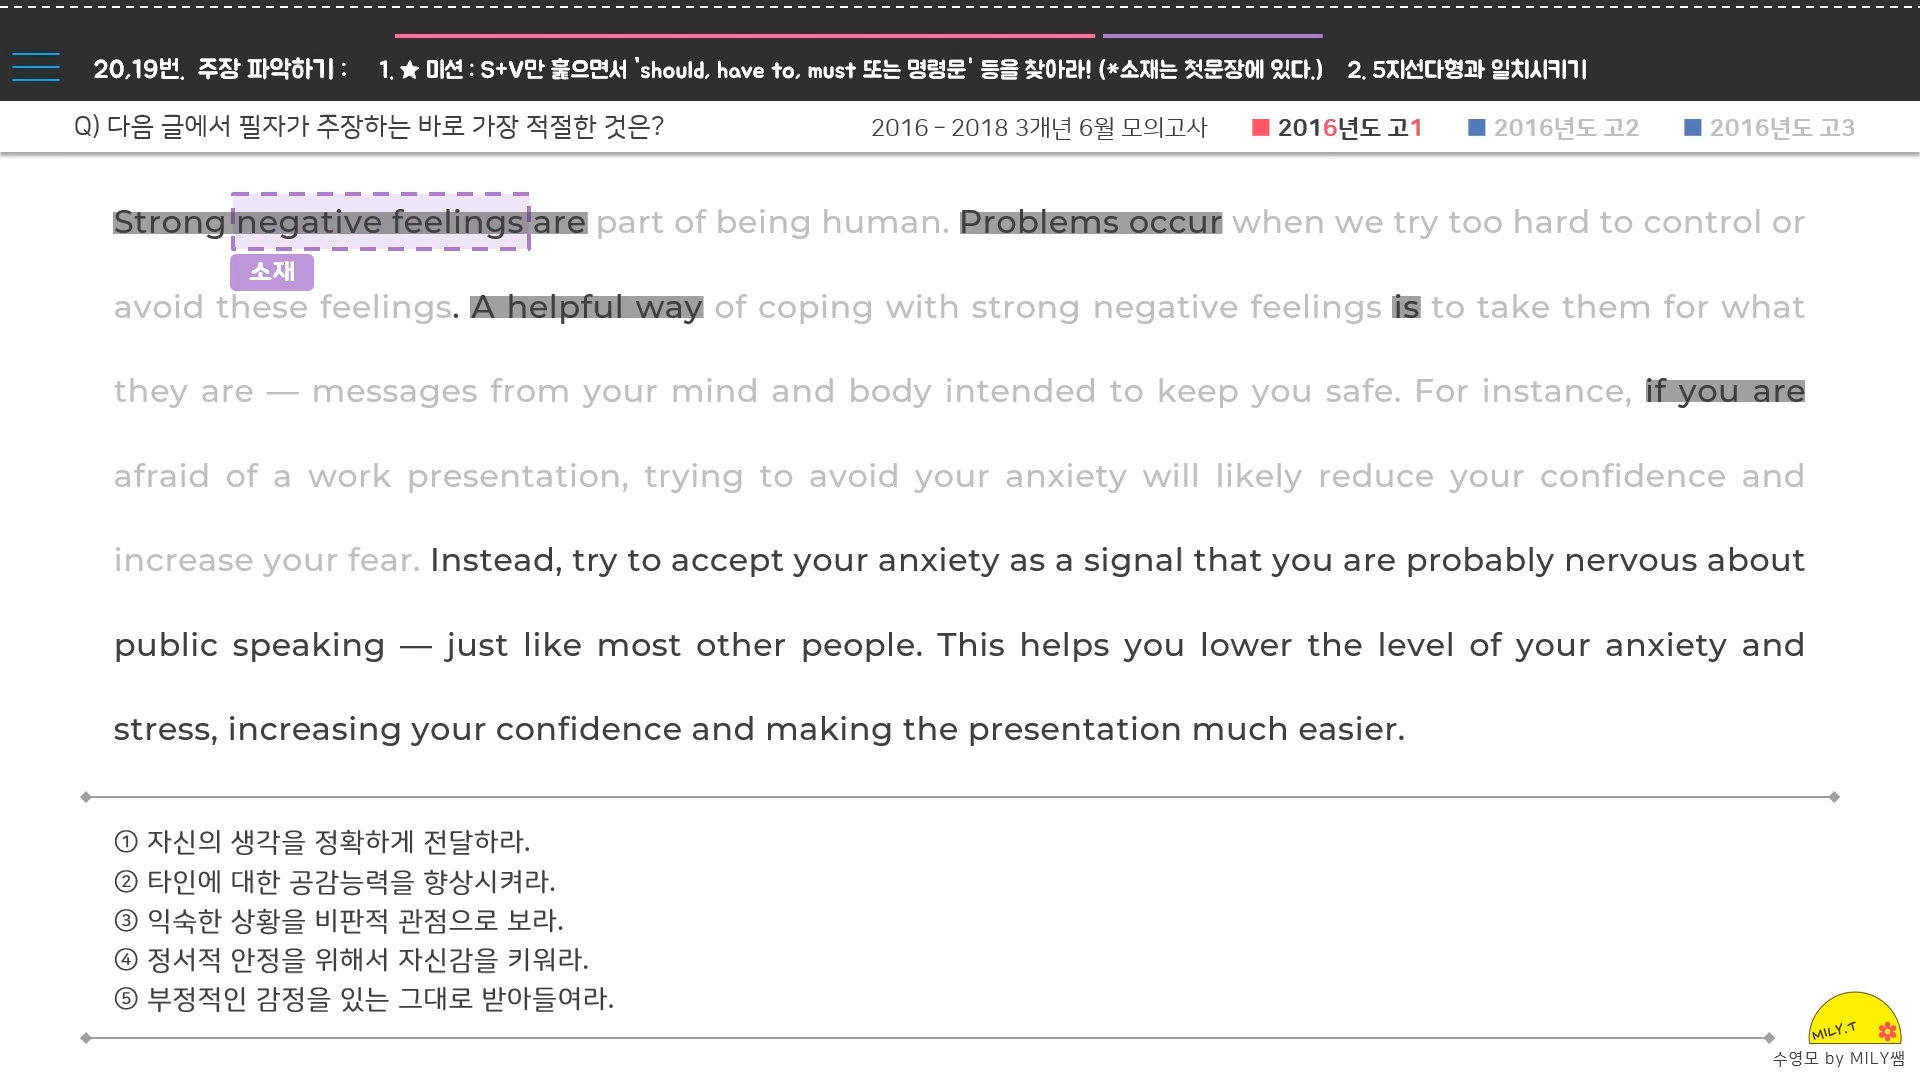 20,19번. 주장 파악하기 : 1. ★ 미션 : S+V만 훑으면서 'should, have to, must 또는 명령문' 등을 찾아라! (*소재는 첫문장에 있다.) 2. 5지선다형과 일치시키기
Q) 다음 글에서 필자가 주장하는 바로 가장 적절한 것은? 2016 – 2018 3개년 6월 모의고사 ■ 2016년도 고1 ■ 2016년도 고2 ■ 2016년도 고3
Strong negative feelings are part of being human. Problems occur when we try too hard to control or
소재
avoid these feelings. A helpful way of coping with strong negative feelings is to take them for what
they are — messages from your mind and body intended to keep you safe. For instance, if you are
afraid of a work presentation, trying to avoid your anxiety will likely reduce your confidence and
increase your fear. Instead, try to accept your anxiety as a signal that you are probably nervous about
public speaking — just like most other people. This helps you lower the level of your anxiety and
stress, increasing your confidence and making the presentation much easier.
① 자신의 생각을 정확하게 전달하라.
② 타인에 대한 공감능력을 향상시켜라.
③ 익숙한 상황을 비판적 관점으로 보라.
④ 정서적 안정을 위해서 자신감을 키워라.
⑤ 부정적인 감정을 있는 그대로 받아들여라.
MILY.T
수영모 by MILY쌤